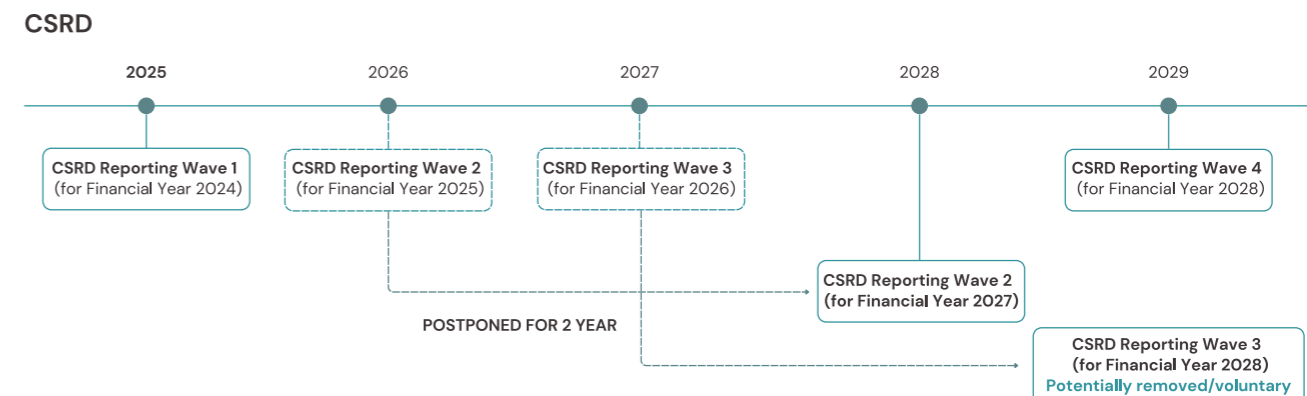 CSRD
2025
2026
2027
2028
2029
CSRD Reporting Wave 1
(for Financial Year 2024)
CSRD Reporting Wave 2
(for Financial Year 2025)
CSRD Reporting Wave 3
(for Financial Year 2026)
CSRD Reporting Wave 4
(for Financial Year 2028)
CSRD Reporting Wave 2
(for Financial Year 2027)
POSTPONED FOR 2 YEAR
CSRD Reporting Wave 3
(for Financial Year 2028)
Potentially removed/voluntary